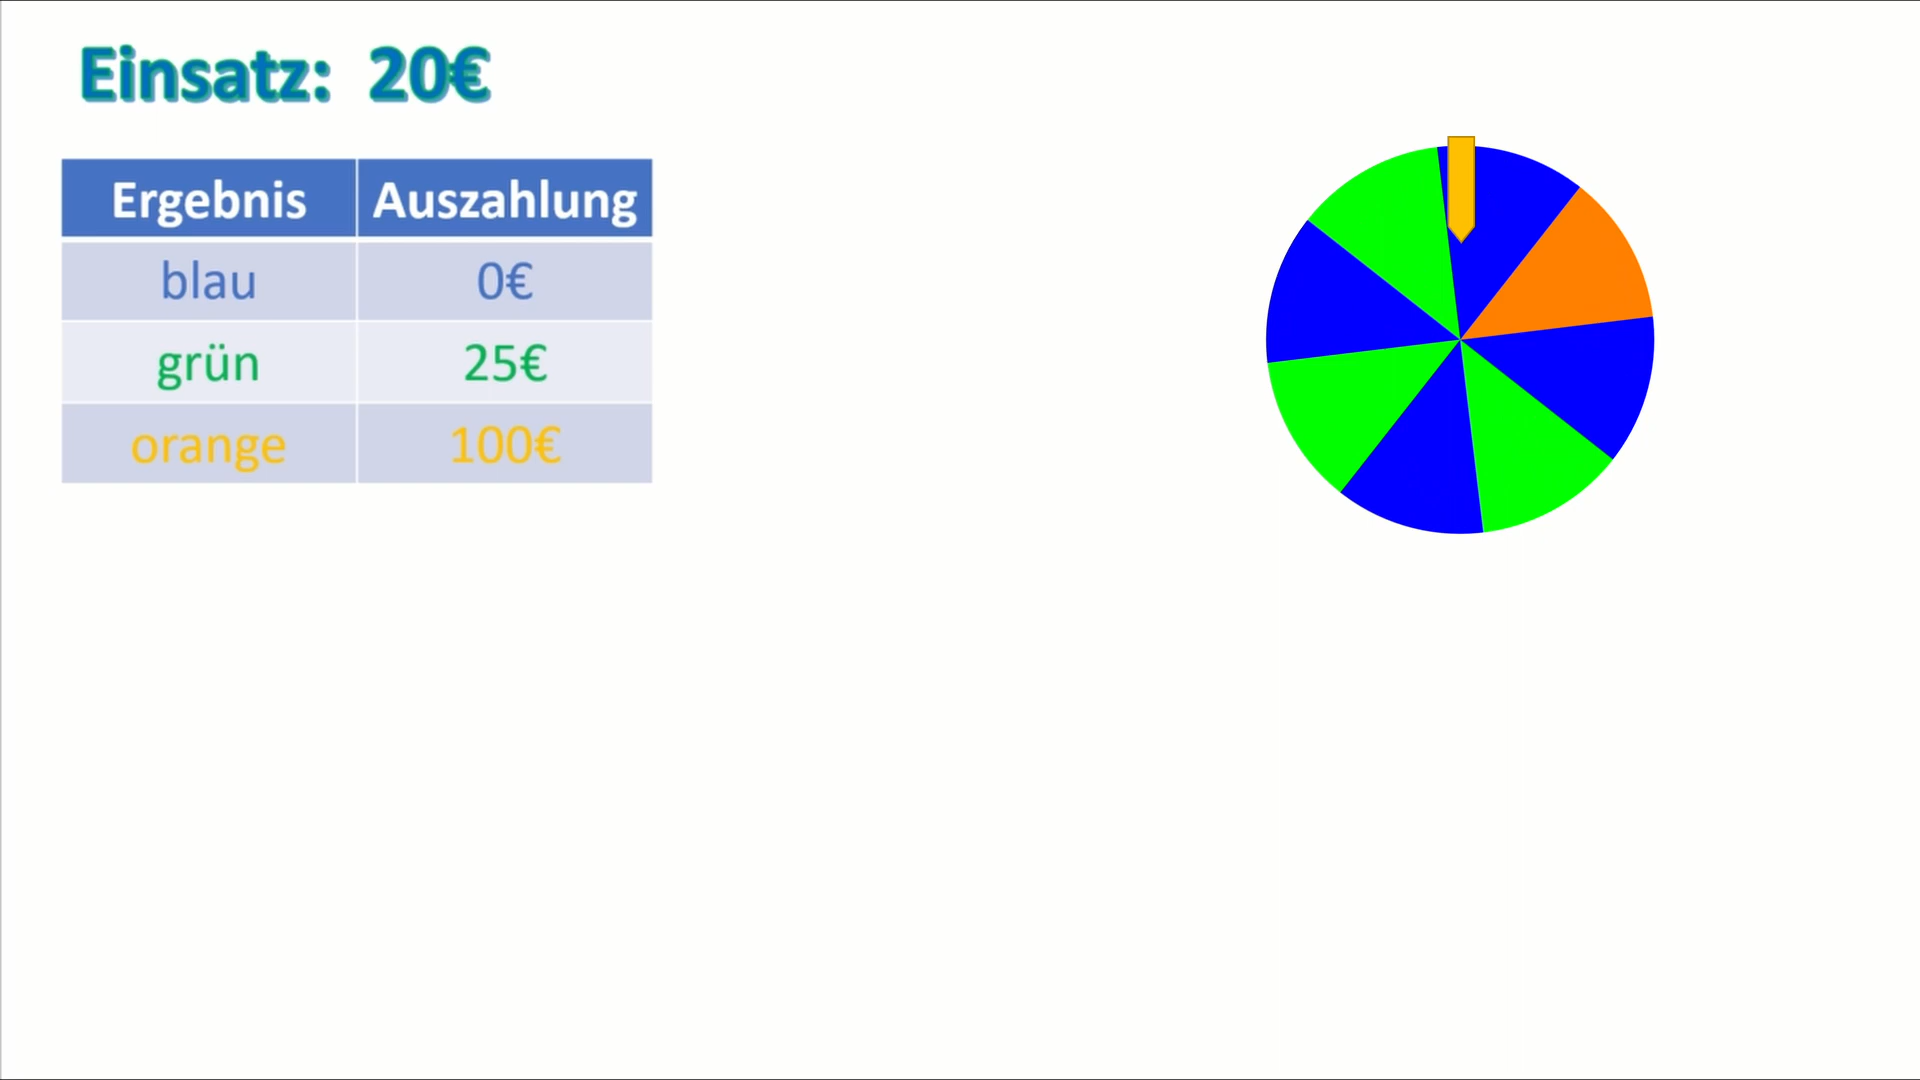 Einsatz: 20€
Ergebnis Auszahlung
blau 0€
grün 25€
orange 100€